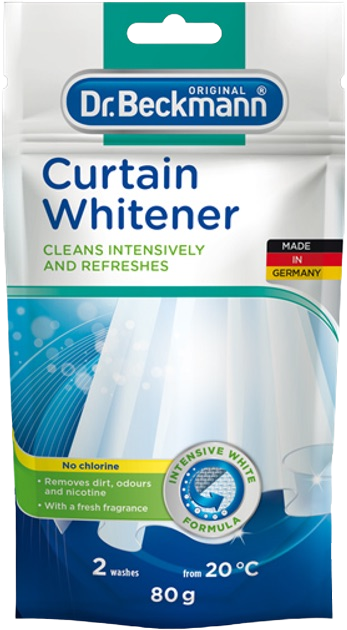 ORIGINAL
Dr.Beckmann®
Curtain
Whitener
CLEANS INTENSIVELY
AND REFRESHES
MADE
IN
GERMANY
No chlorine
• Removes dirt, odours
and nicotine
• With a fresh fragrance
INTENSIVE WHITE
FORMULA
2 washes from 20 °C
80 g